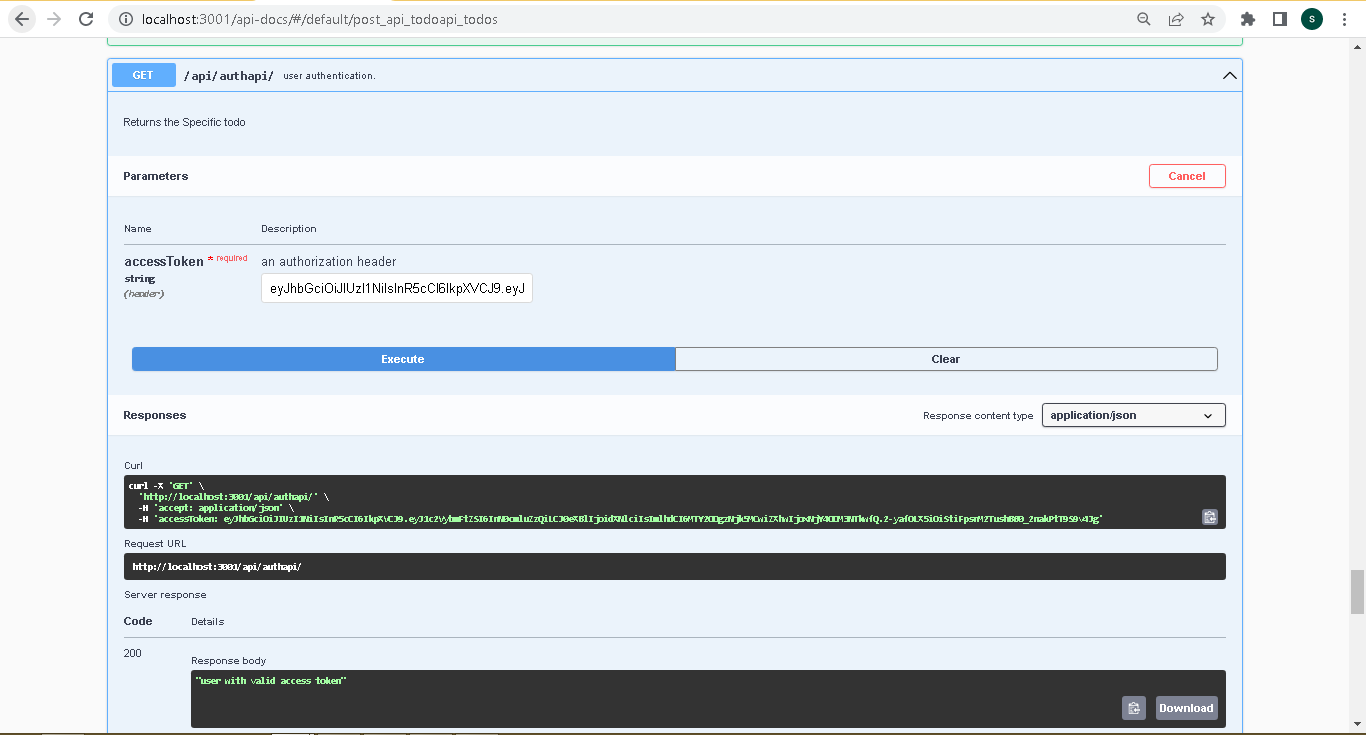 localhost:3001/api-docs/#/default/post_api_todoapi_todos
S
GET /api/authapi/ user authentication.
Returns the Specific todo
Parameters
Cancel
Name Description
accessToken * required an authorization header
string
(header)
eyJhbGciOiJIUzI1NiIsInR5cCI6IkpXVCJ9.eyJ
Execute Clear
Responses
Response content type application/json
Curl
curl -X 'GET' \
'http://localhost:3001/api/authapi/' \
-H 'accept: application/json' \
-H 'accessToken:
Request URL
http://localhost:3001/api/authapi/
Server response
Code Details
200
Response body
"user with valid access token"
Download